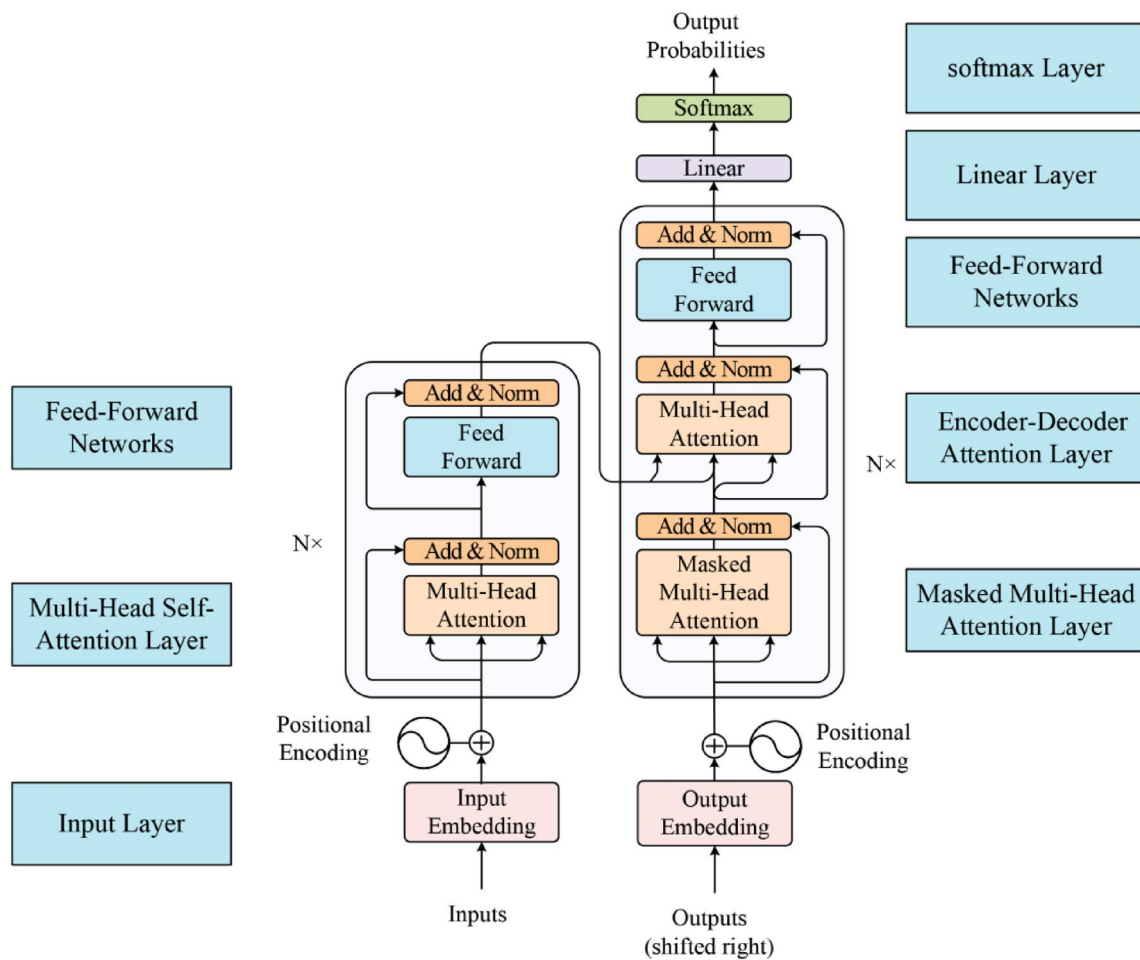 Output
Probabilities
Softmax
Linear
Add & Norm
Feed
Forward
Add & Norm
Multi-Head
Attention
Add & Norm
Masked
Multi-Head
Attention
N×
Positional
Encoding
Output
Embedding
Outputs
(shifted right)
Add & Norm
Feed
Forward
Add & Norm
Multi-Head
Attention
N×
Positional
Encoding
Input
Embedding
Inputs
Feed-Forward
Networks
Multi-Head Self-
Attention Layer
Input Layer
softmax Layer
Linear Layer
Feed-Forward
Networks
Encoder-Decoder
Attention Layer
Masked Multi-Head
Attention Layer